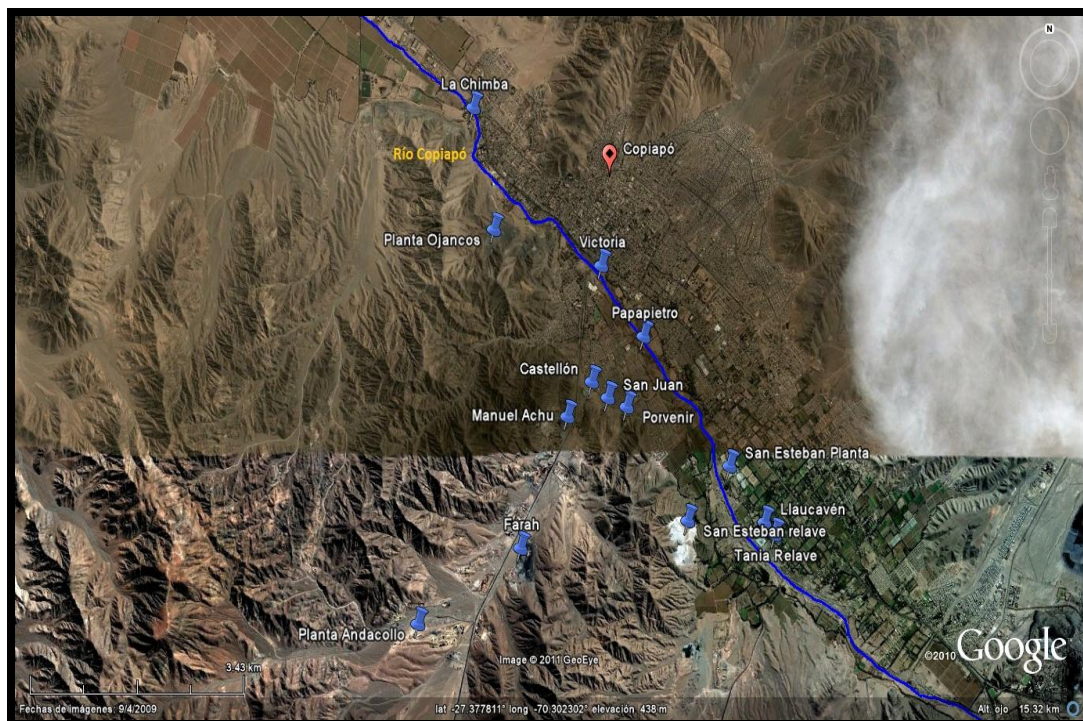 N
La Chimba
Río Copiapó
Copiapó
Planta Ojancos
Victoria
Papapietro
Castellón
San Juan
Manuel Achu
Porvenir
San Esteban Planta
Llaucavén
San Esteban relave
Farah
Tania Relave
Planta Andacollo
3.43 km
Image © 2011 GeoEye
©2010 Google
Fechas de imágenes: 9/4/2009
lat -27.377811° long -70.302302° elevación 438 m
Alt. ojo 15.32 km